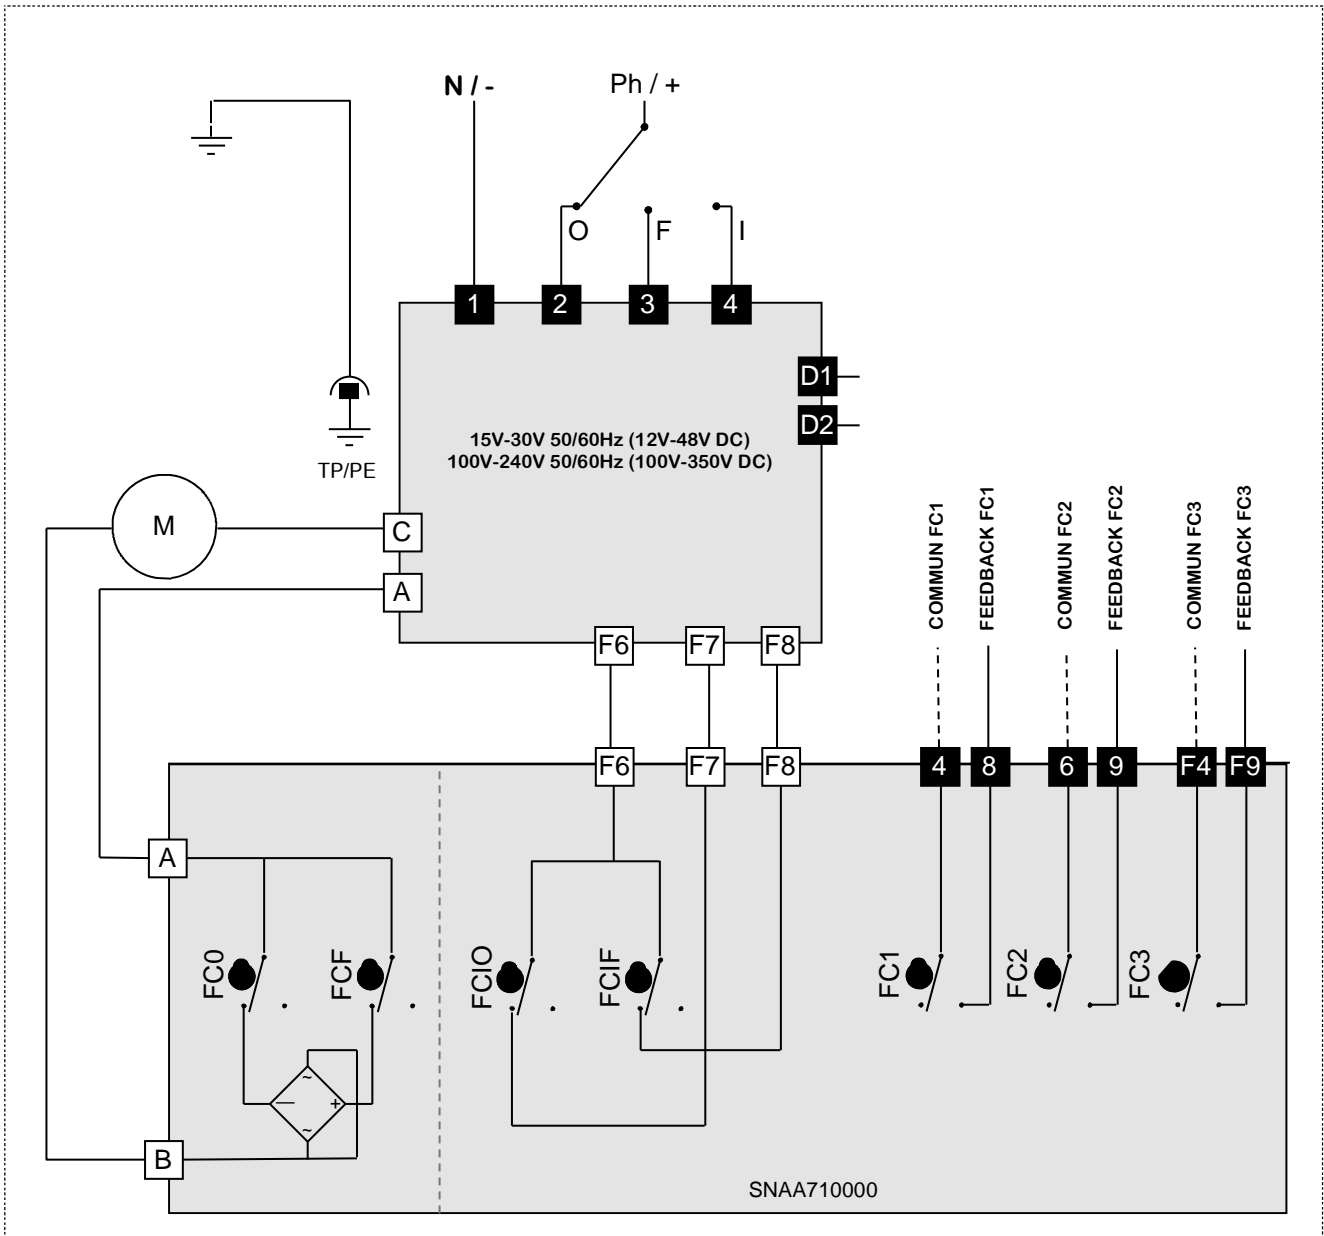 N / -
Ph / +
O
F
I
1
2
3
4
D1
D2
15V-30V 50/60Hz (12V-48V DC)
100V-240V 50/60Hz (100V-350V DC)
TP/PE
M
C
A
F6
F7
F8
COMMUN FC1
FEEDBACK FC1
COMMUN FC2
FEEDBACK FC2
COMMUN FC3
FEEDBACK FC3
F6
F7
F8
4
8
6
9
F4
F9
A
FC0
FCF
FCIO
FCIF
FC1
FC2
FC3
~
—
+
~
B
SNAA710000